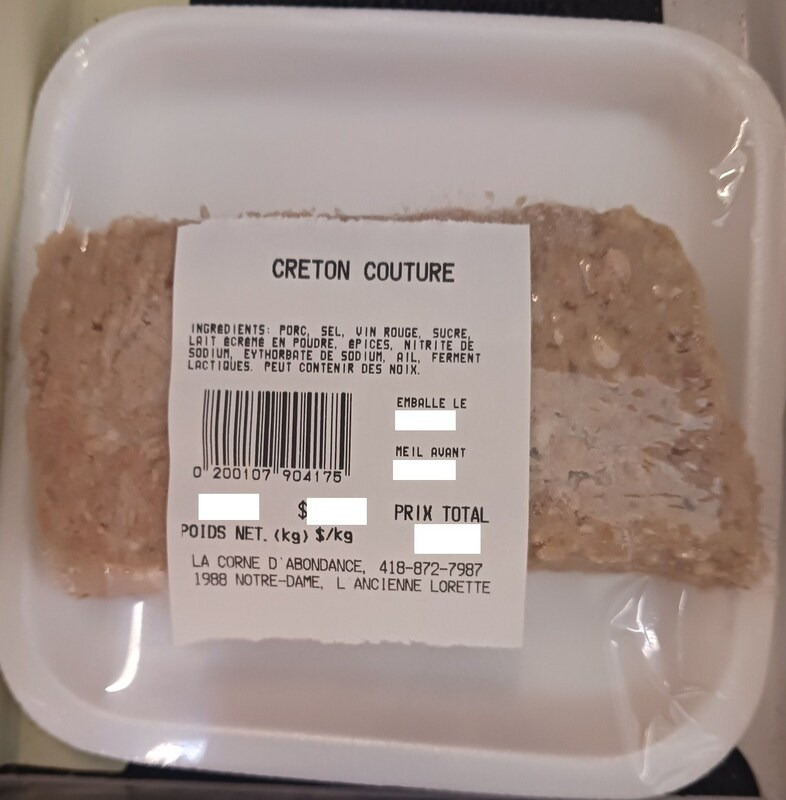 CRETON COUTURE
INGRéDIENTS: PORC, SEL, VIN ROUGE, SUCRE,
LAIT éCRéMé EN POUDRE, éPICES, NITRITE DE
SODIUM, EYTHORBATE DE SODIUM, AIL, FERMENT
LACTIQUES. PEUT CONTENIR DES NOIX.
EMBALLE LE
MEIL AVANT
0 200107 904175
$
PRIX TOTAL
POIDS NET. (kg) $/kg
LA CORNE D'ABONDANCE, 418-872-7987
1988 NOTRE-DAME, L ANCIENNE LORETTE